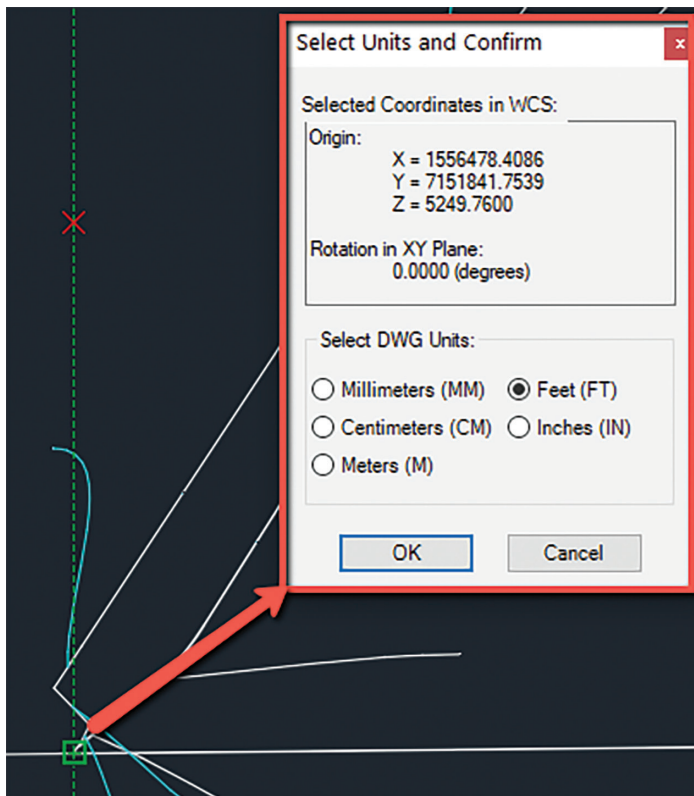 Select Units and Confirm
x
Selected Coordinates in WCS:
Origin:
X = 1556478.4086
Y = 7151841.7539
Z = 5249.7600
Rotation in XY Plane:
0.0000 (degrees)
Select DWG Units:
Millimeters (MM) Feet (FT)
Centimeters (CM) Inches (IN)
Meters (M)
OK Cancel